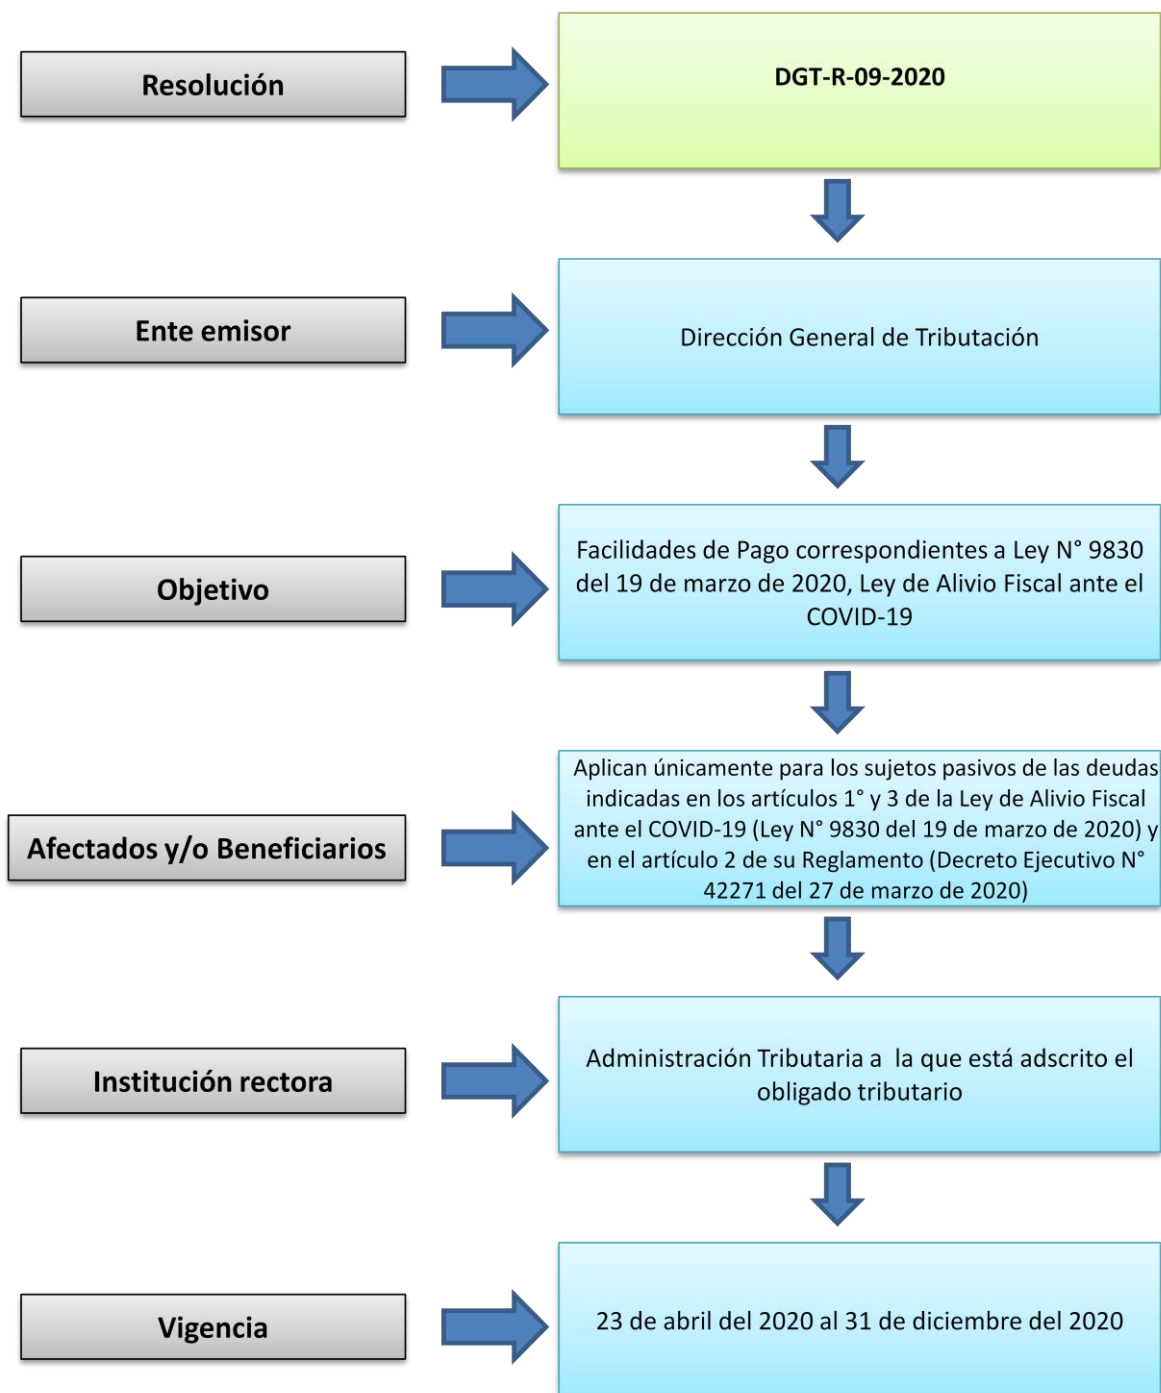 Resolución
DGT-R-09-2020
Ente emisor
Dirección General de Tributación
Objetivo
Facilidades de Pago correspondientes a Ley N° 9830
del 19 de marzo de 2020, Ley de Alivio Fiscal ante el
COVID-19
Afectados y/o Beneficiarios
Aplican únicamente para los sujetos pasivos de las deudas
indicadas en los artículos 1° y 3 de la Ley de Alivio Fiscal
ante el COVID-19 (Ley N° 9830 del 19 de marzo de 2020) y
en el artículo 2 de su Reglamento (Decreto Ejecutivo N°
42271 del 27 de marzo de 2020)
Institución rectora
Administración Tributaria a la que está adscrito el
obligado tributario
Vigencia
23 de abril del 2020 al 31 de diciembre del 2020